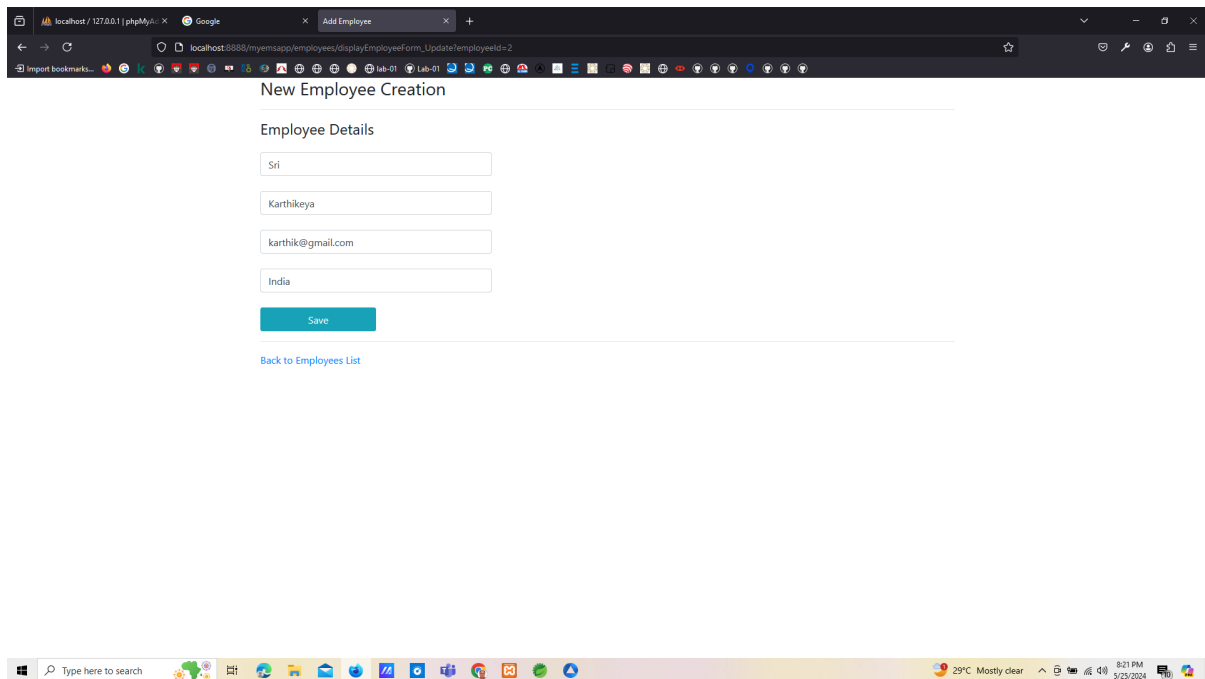 localhost / 127.0.0.1 | phpMyAd
Google
Add Employee
localhost:8888/myemsapp/employees/displayEmployeeForm_Update?employeeId=2
Import bookmarks...
lab-01
Lab-01
New Employee Creation
Employee Details
Sri
Karthikeya
karthik@gmail.com
India
Save
Back to Employees List
Type here to search
29°C Mostly clear
8:21 PM
5/25/2024